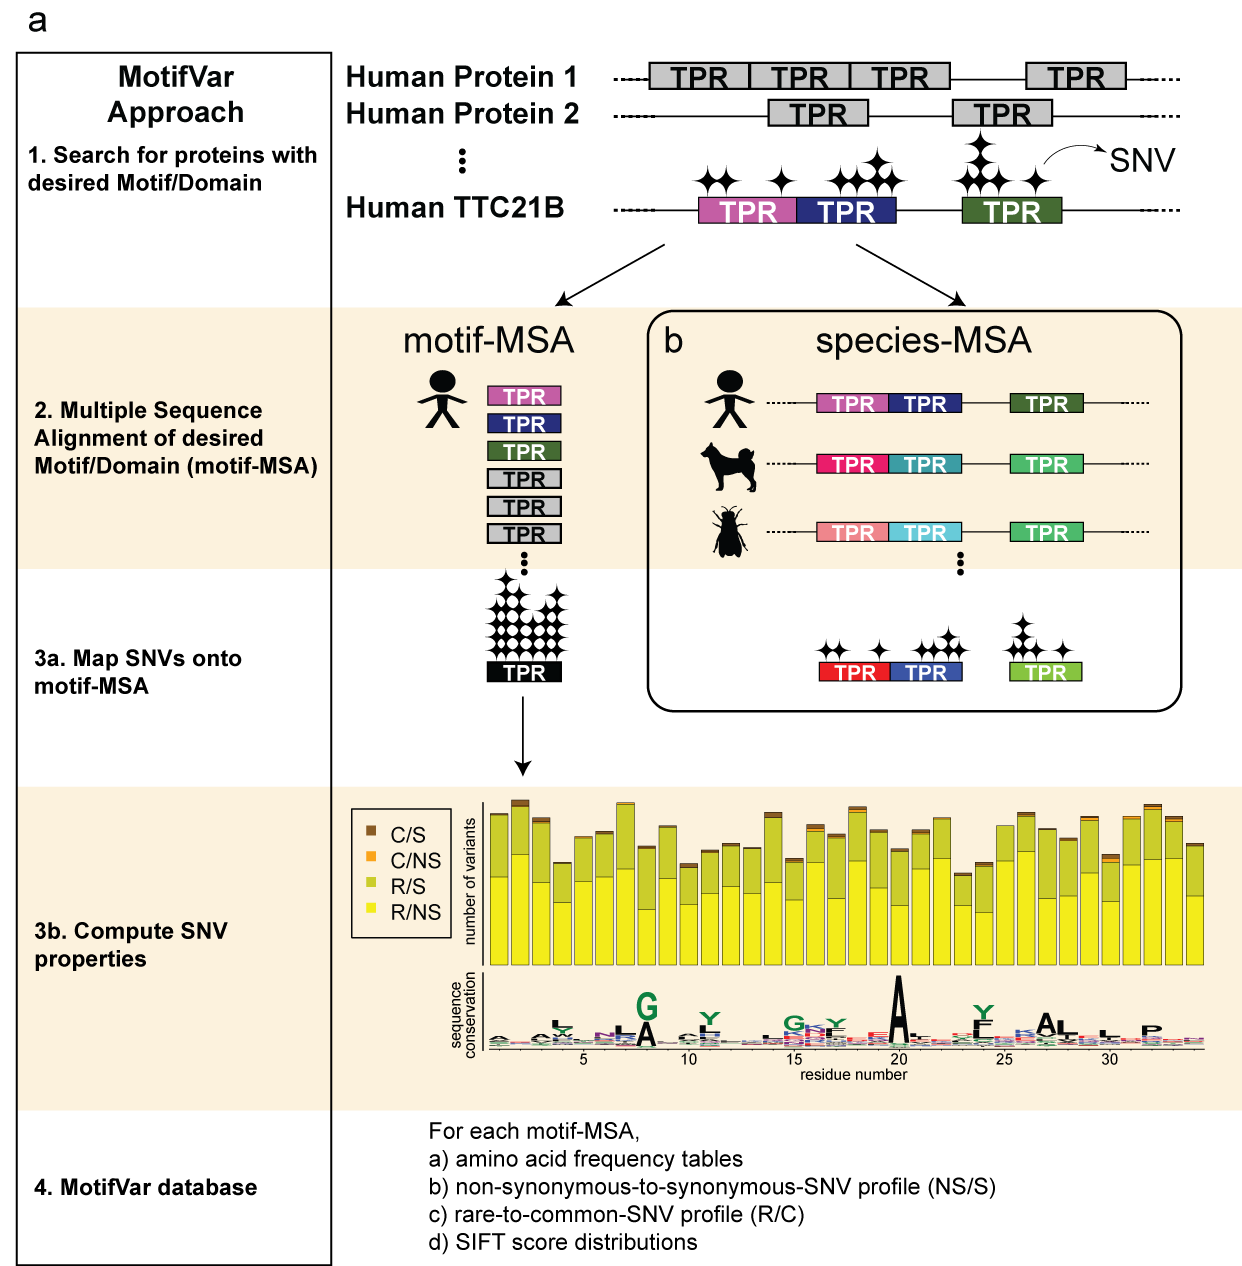 a
MotifVar
Approach
1. Search for proteins with
desired Motif/Domain
Human Protein 1
TPR TPR TPR TPR
Human Protein 2
TPR TPR
SNV
Human TTC21B
TPR TPR TPR
2. Multiple Sequence
Alignment of desired
Motif/Domain (motif-MSA)
motif-MSA
TPR
TPR
TPR
TPR
TPR
TPR
b
species-MSA
TPR TPR TPR
TPR TPR TPR
TPR TPR TPR
3a. Map SNVs onto
motif-MSA
TPR
TPR TPR TPR
3b. Compute SNV
properties
C/S
C/NS
R/S
R/NS
number of variants
sequence
conservation
G
A
Y
L
G
Y
A
Y
F
A
L
P
5 10 15 20 25 30
residue number
4. MotifVar database
For each motif-MSA,
a) amino acid frequency tables
b) non-synonymous-to-synonymous-SNV profile (NS/S)
c) rare-to-common-SNV profile (R/C)
d) SIFT score distributions